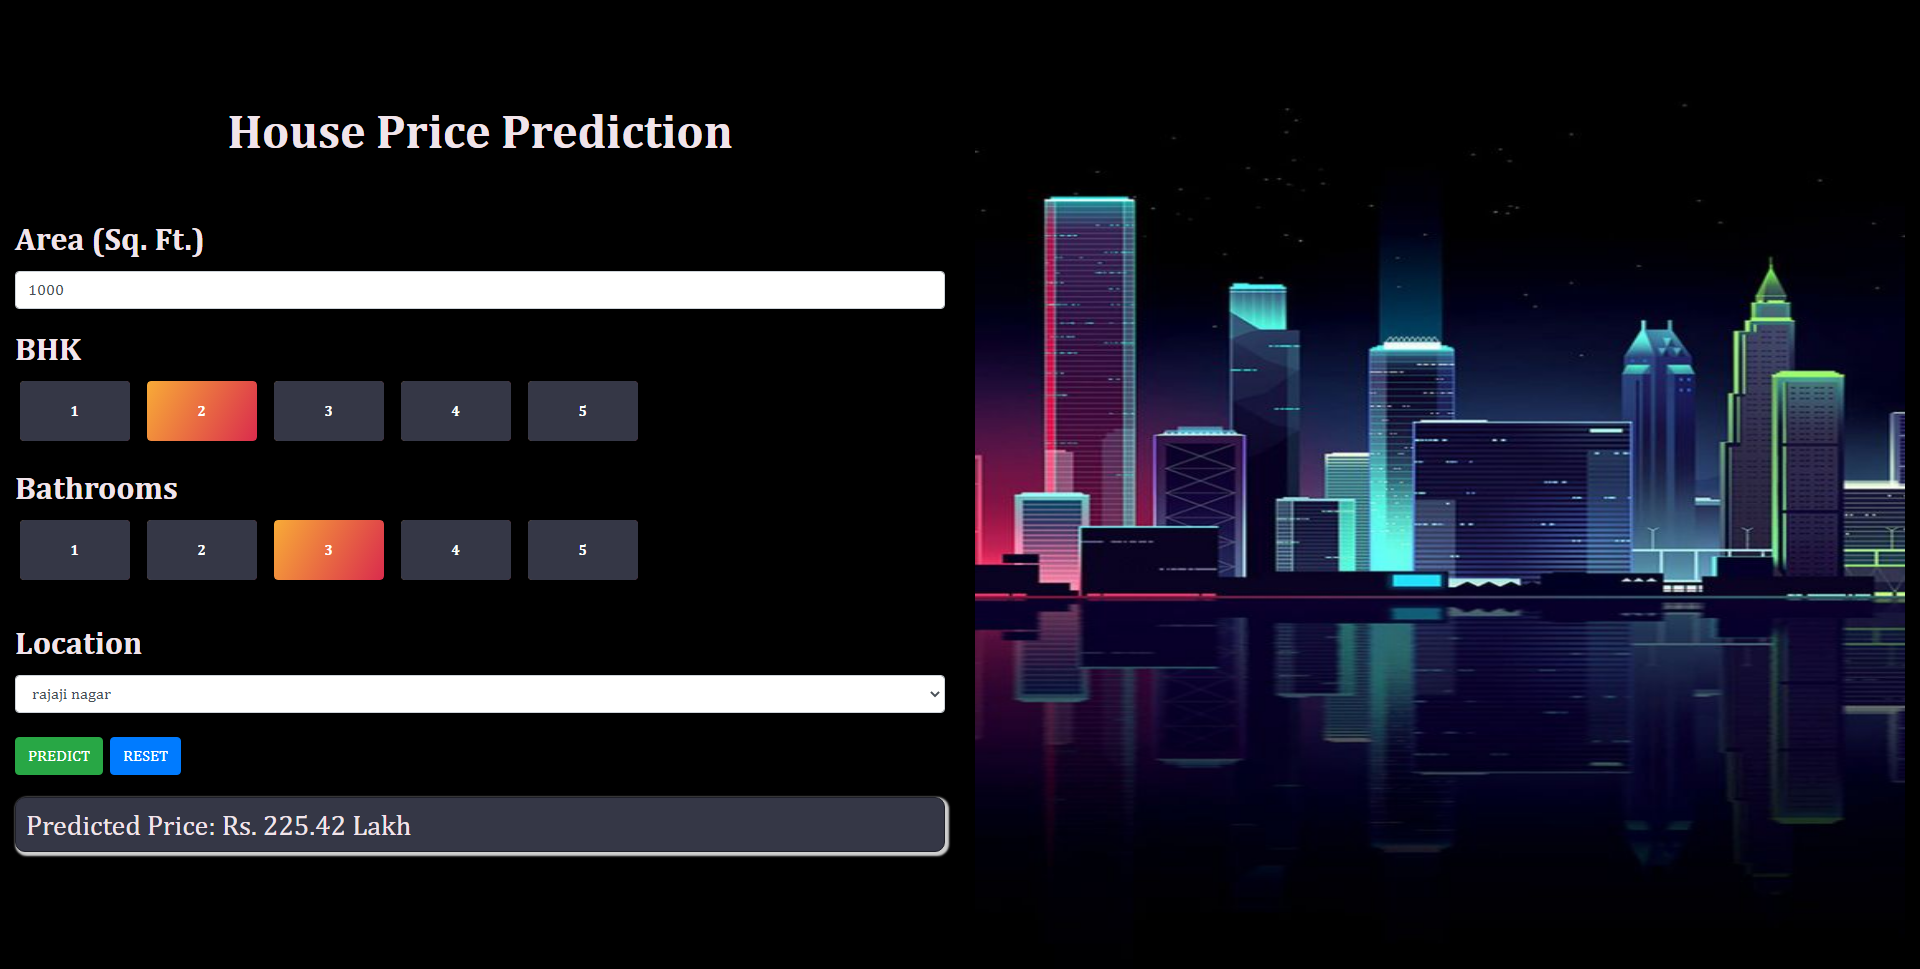 House Price Prediction
Area (Sq. Ft.)
1000
BHK
1 2 3 4 5
Bathrooms
1 2 3 4 5
Location
rajaji nagar
PREDICT RESET
Predicted Price: Rs. 225.42 Lakh